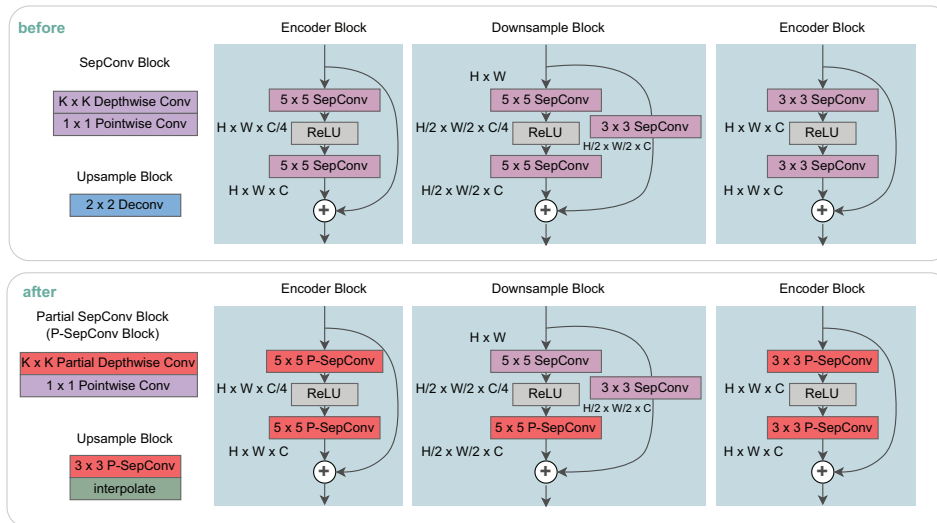 before
SepConv Block
K x K Depthwise Conv
1 x 1 Pointwise Conv
Upsample Block
2 x 2 Deconv
Encoder Block
5 x 5 SepConv
H x W x C/4
ReLU
5 x 5 SepConv
H x W x C
+
Downsample Block
H x W
5 x 5 SepConv
H/2 x W/2 x C/4
ReLU
3 x 3 SepConv
H/2 x W/2 x C
5 x 5 SepConv
H/2 x W/2 x C
+
Encoder Block
3 x 3 SepConv
H x W x C
ReLU
3 x 3 SepConv
H x W x C
+
after
Partial SepConv Block
(P-SepConv Block)
K x K Partial Depthwise Conv
1 x 1 Pointwise Conv
Upsample Block
3 x 3 P-SepConv
interpolate
Encoder Block
5 x 5 P-SepConv
H x W x C/4
ReLU
5 x 5 P-SepConv
H x W x C
+
Downsample Block
H x W
5 x 5 SepConv
H/2 x W/2 x C/4
ReLU
3 x 3 SepConv
H/2 x W/2 x C
5 x 5 P-SepConv
H/2 x W/2 x C
+
Encoder Block
3 x 3 P-SepConv
H x W x C
ReLU
3 x 3 P-SepConv
H x W x C
+